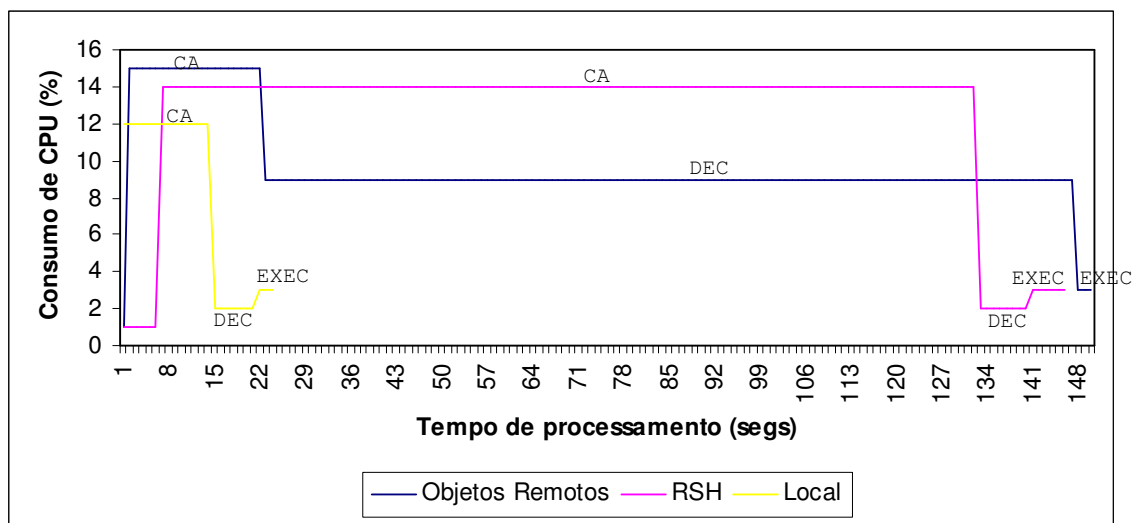 16
14
12
10
8
6
4
2
0
Consumo de CPU (%)
CA
CA
CA
DEC
EXEC
DEC
EXEC
EXEC
DEC
1 8 15 22 29 36 43 50 57 64 71 78 85 92 99 106 113 120 127 134 141 148
Tempo de processamento (segs)
Objetos Remotos RSH Local